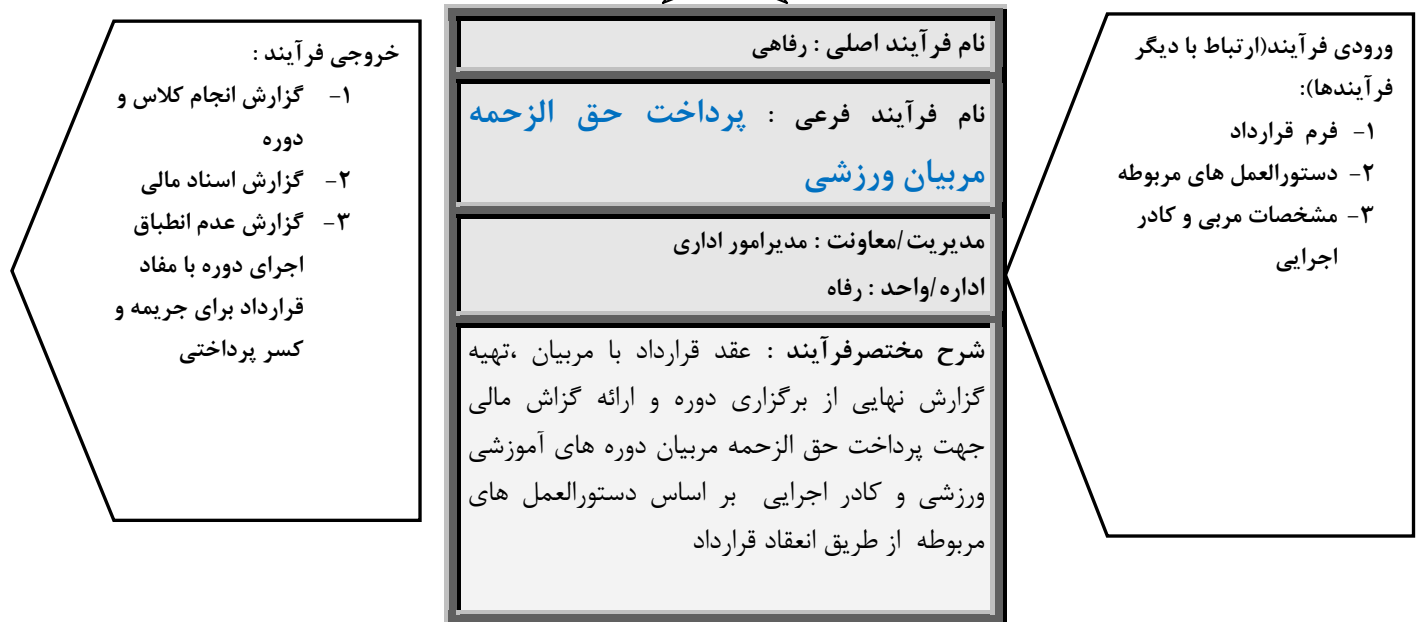 ورودی فرآیند(ارتباط با دیگر
فرآیندها):
۱- فرم قرارداد
۲- دستورالعمل های مربوطه
۳- مشخصات مربی و کادر
اجرایی
نام فرآیند اصلی : رفاهی
نام فرآیند فرعی : پرداخت حق الزحمه
مربیان ورزشی
مدیریت/معاونت : مدیرامور اداری
اداره/واحد : رفاه
شرح مختصرفرآیند : عقد قرارداد با مربیان ،تهیه
گزارش نهایی از برگزاری دوره و ارائه گزاش مالی
جهت پرداخت حق الزحمه مربیان دوره های آموزشی
ورزشی و کادر اجرایی بر اساس دستورالعمل های
مربوطه از طریق انعقاد قرارداد
خروجی فرآیند :
۱- گزارش انجام کلاس و
دوره
۲- گزارش اسناد مالی
۳- گزارش عدم انطباق
اجرای دوره با مفاد
قرارداد برای جریمه و
کسر پرداختی